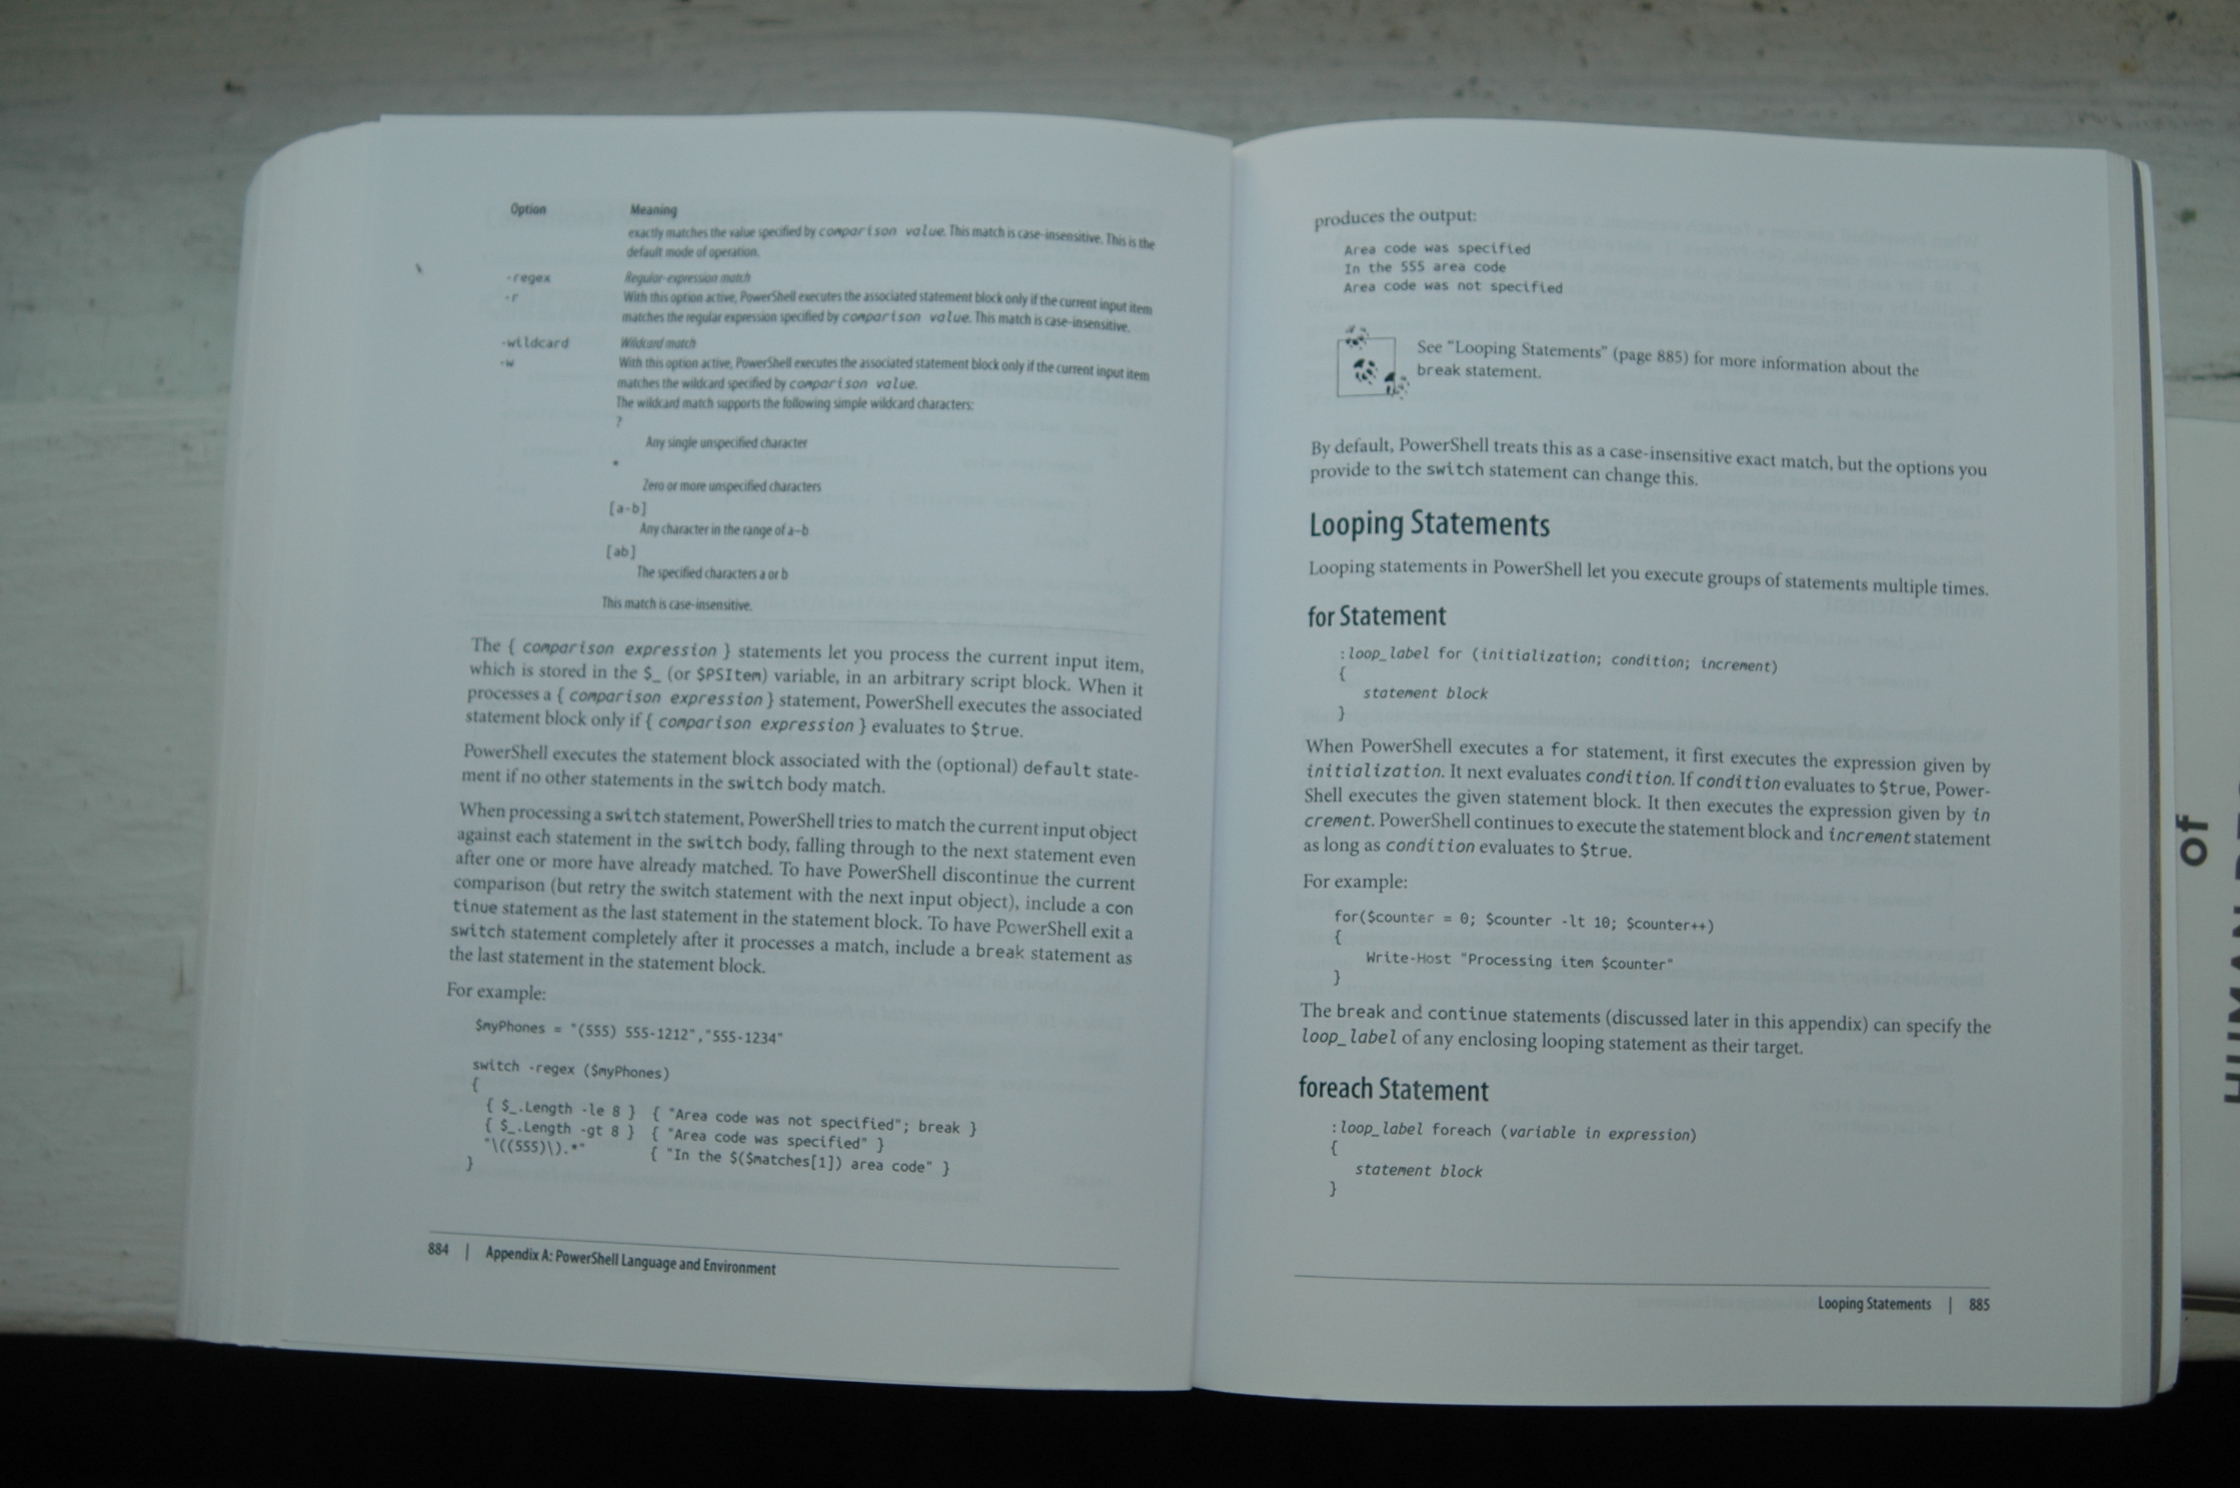 Option Meaning
exactly matches the value specified by comparison value. This match is case-insensitive. This is the
default mode of operation.
-regex Regular-expression match
-r With this option active, PowerShell executes the associated statement block only if the current input item
matches the regular expression specified by comparison value. This match is case-insensitive.
-wildcard Wildcard match
-w With this option active, PowerShell executes the associated statement block only if the current input item
matches the wildcard specified by comparison value.
The wildcard match supports the following simple wildcard characters:
?
Any single unspecified character
*
Zero or more unspecified characters
[a-b]
Any character in the range of a–b
[ab]
The specified characters a or b
This match is case-insensitive.
The { comparison expression } statements let you process the current input item,
which is stored in the $_ (or $PSItem) variable, in an arbitrary script block. When it
processes a { comparison expression } statement, PowerShell executes the associated
statement block only if { comparison expression } evaluates to $true.
PowerShell executes the statement block associated with the (optional) default state-
ment if no other statements in the switch body match.
When processing a switch statement, PowerShell tries to match the current input object
against each statement in the switch body, falling through to the next statement even
after one or more have already matched. To have PowerShell discontinue the current
comparison (but retry the switch statement with the next input object), include a con
tinue statement as the last statement in the statement block. To have PowerShell exit a
switch statement completely after it processes a match, include a break statement as
the last statement in the statement block.
For example:
$myPhones = "(555) 555-1212","555-1234"
switch -regex ($myPhones)
{
{ $_.Length -le 8 } { "Area code was not specified"; break }
{ $_.Length -gt 8 } { "Area code was specified" }
"\((555)\).*" { "In the $($matches[1]) area code" }
}
884 | Appendix A: PowerShell Language and Environment
produces the output:
Area code was specified
In the 555 area code
Area code was not specified
See "Looping Statements" (page 885) for more information about the
break statement.
By default, PowerShell treats this as a case-insensitive exact match, but the options you
provide to the switch statement can change this.
Looping Statements
Looping statements in PowerShell let you execute groups of statements multiple times.
for Statement
:loop_label for (initialization; condition; increment)
{
statement block
}
When PowerShell executes a for statement, it first executes the expression given by
initialization. It next evaluates condition. If condition evaluates to $true, Power-
Shell executes the given statement block. It then executes the expression given by in
crement. PowerShell continues to execute the statement block and increment statement
as long as condition evaluates to $true.
For example:
for($counter = 0; $counter -lt 10; $counter++)
{
Write-Host "Processing item $counter"
}
The break and continue statements (discussed later in this appendix) can specify the
loop_label of any enclosing looping statement as their target.
foreach Statement
:loop_label foreach (variable in expression)
{
statement block
}
Looping Statements | 885
of